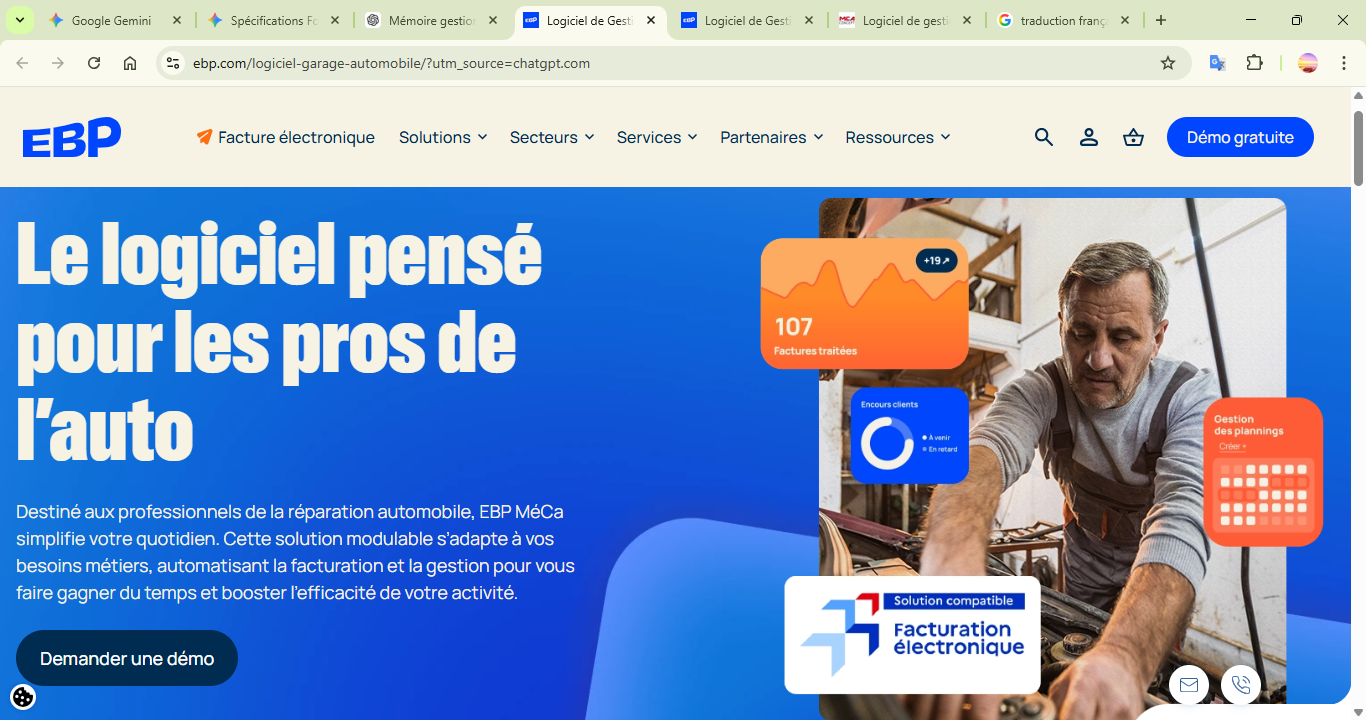 Google Gemini
Spécifications Fo
Mémoire gestion
Logiciel de Gesti
Logiciel de Gesti
Logiciel de gesti
traduction frança
ebp.com/logiciel-garage-automobile/?utm_source=chatgpt.com
EBP
Facture électronique
Solutions
Secteurs
Services
Partenaires
Ressources
Démo gratuite
Le logiciel pensé
pour les pros de
l'auto
Destiné aux professionnels de la réparation automobile, EBP MéCa
simplifie votre quotidien. Cette solution modulable s'adapte à vos
besoins métiers, automatisant la facturation et la gestion pour vous
faire gagner du temps et booster l'efficacité de votre activité.
Demander une démo
+19↗
107
Factures traitées
Encours clients
À venir
En retard
Gestion
des plannings
Créer +
Solution compatible
Facturation
électronique